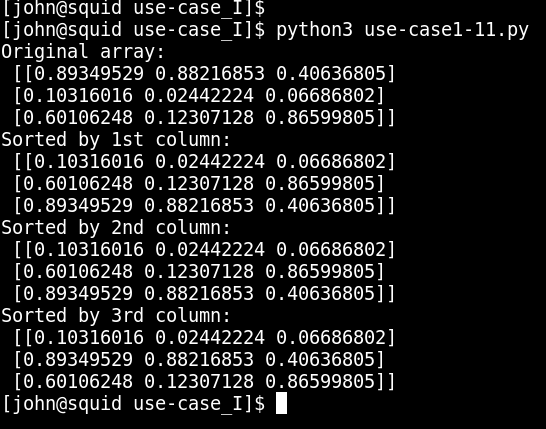 [john@squid use-case_I]$
[john@squid use-case_I]$ python3 use-case1-11.py
Original array:
 [[0.89349529 0.88216853 0.40636805]
 [0.10316016 0.02442224 0.06686802]
 [0.60106248 0.12307128 0.86599805]]
Sorted by 1st column:
 [[0.10316016 0.02442224 0.06686802]
 [0.60106248 0.12307128 0.86599805]
 [0.89349529 0.88216853 0.40636805]]
Sorted by 2nd column:
 [[0.10316016 0.02442224 0.06686802]
 [0.60106248 0.12307128 0.86599805]
 [0.89349529 0.88216853 0.40636805]]
Sorted by 3rd column:
 [[0.10316016 0.02442224 0.06686802]
 [0.89349529 0.88216853 0.40636805]
 [0.60106248 0.12307128 0.86599805]]
[john@squid use-case_I]$